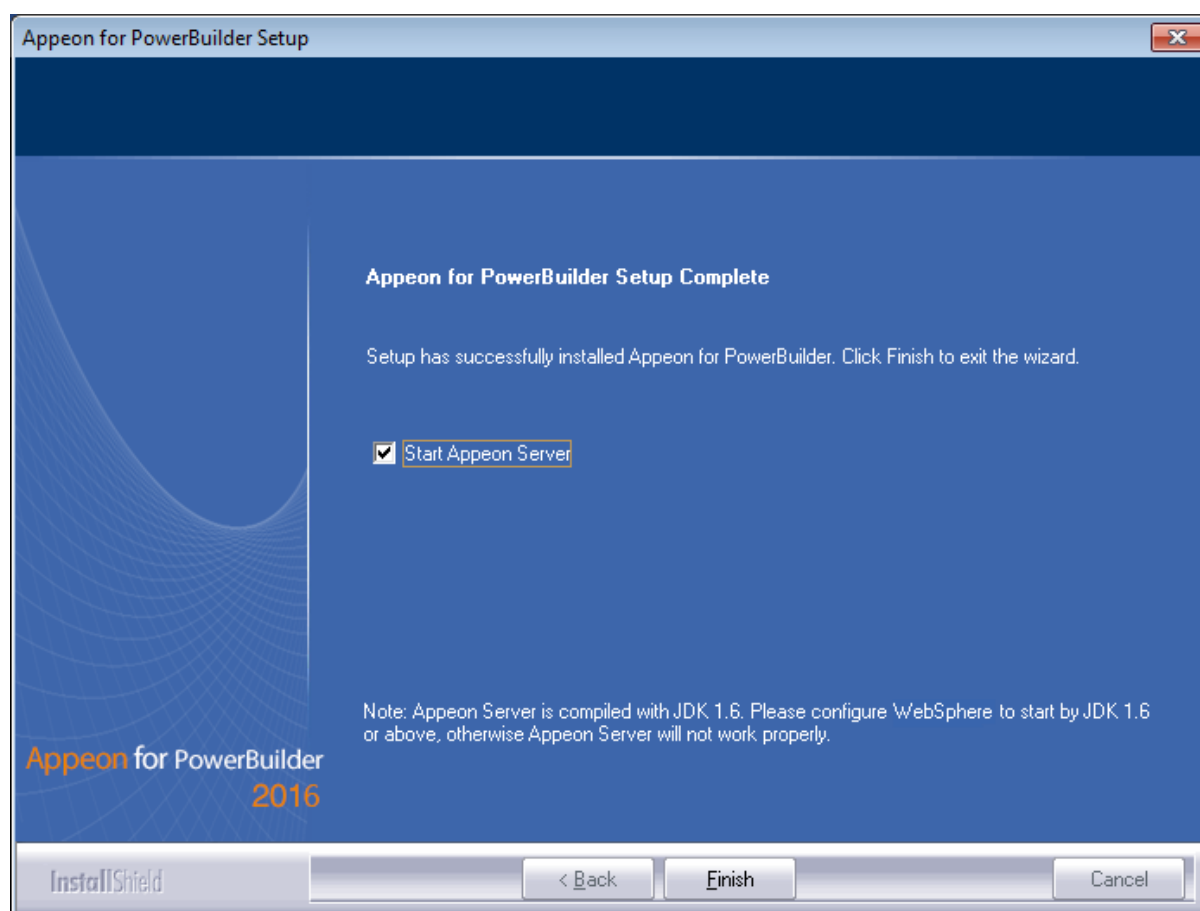 Appeon for PowerBuilder Setup
Appeon for PowerBuilder Setup Complete
Setup has successfully installed Appeon for PowerBuilder. Click Finish to exit the wizard.
Start Appeon Server
Note: Appeon Server is compiled with JDK 1.6. Please configure WebSphere to start by JDK 1.6
or above, otherwise Appeon Server will not work properly.
Appeon for PowerBuilder
2016
InstallShield
< Back
Finish
Cancel